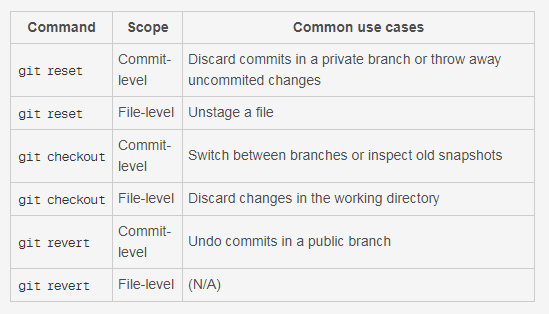 Command Scope Common use cases
git reset Commit-level Discard commits in a private branch or throw away uncommited changes
git reset File-level Unstage a file
git checkout Commit-level Switch between branches or inspect old snapshots
git checkout File-level Discard changes in the working directory
git revert Commit-level Undo commits in a public branch
git revert File-level (N/A)